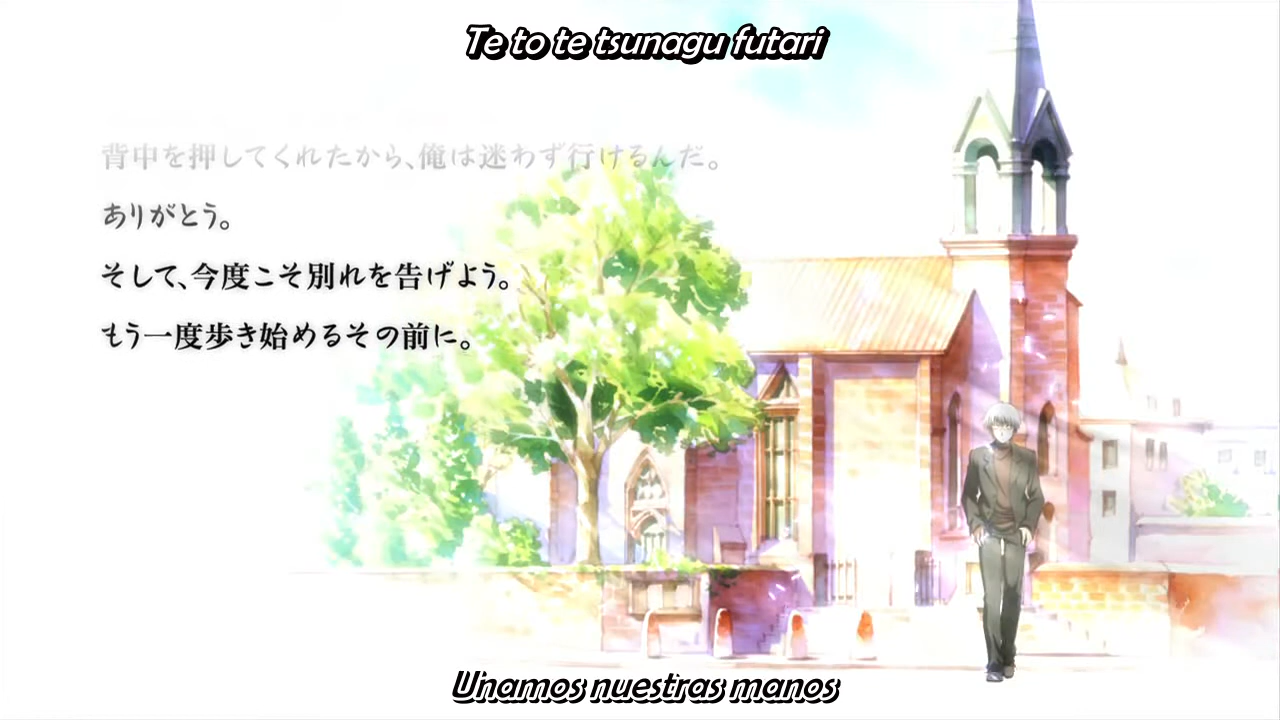 Te to te tsunagu futari
背中を押してくれたから、俺は迷わず行けるんだ。
ありがとう。
そして、今度こそ別れを告げよう。
もう一度歩き始めるその前に。
Unamos nuestras manos